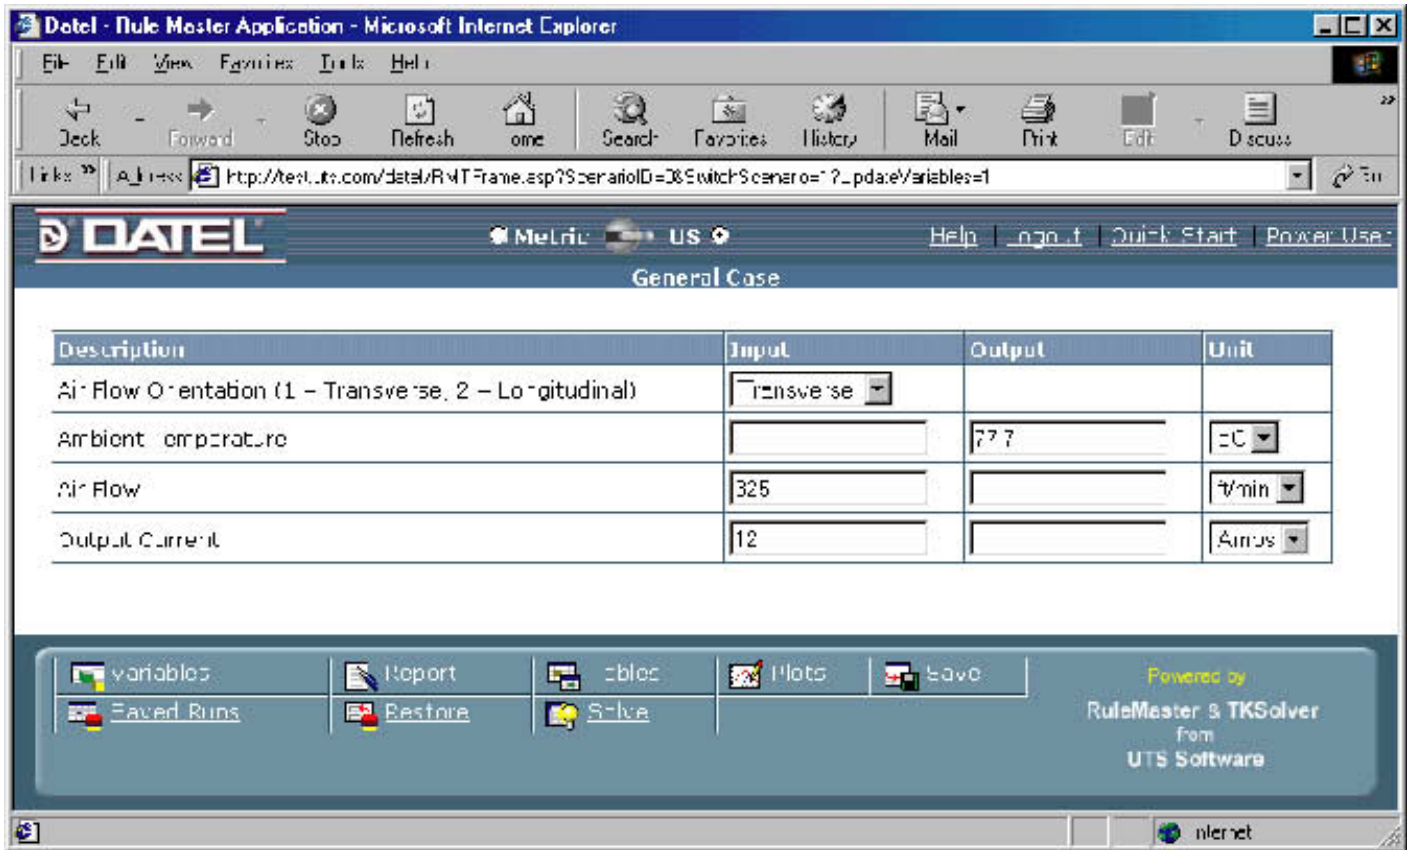 Datel - Rule Master Application - Microsoft Internet Explorer
File Edit View Favorites Tools Help
Back Forward Stop Refresh Home Search Favorites History Mail Print Edit Discuss
Links Address Go
DATEL
Metric US
Help Logout Quick Start Power User
General Case
Description Input Output Unit
Air Flow Orientation (1 – Transverse, 2 – Longitudinal) Transverse
Ambient Temperature 77.7
Air Flow 325 ft/min
Output Current 12 Amps
Variables Report Tables Plots Save
Saved Runs Restore Solve
Powered by
RuleMaster & TKSolver
from
UTS Software
Internet